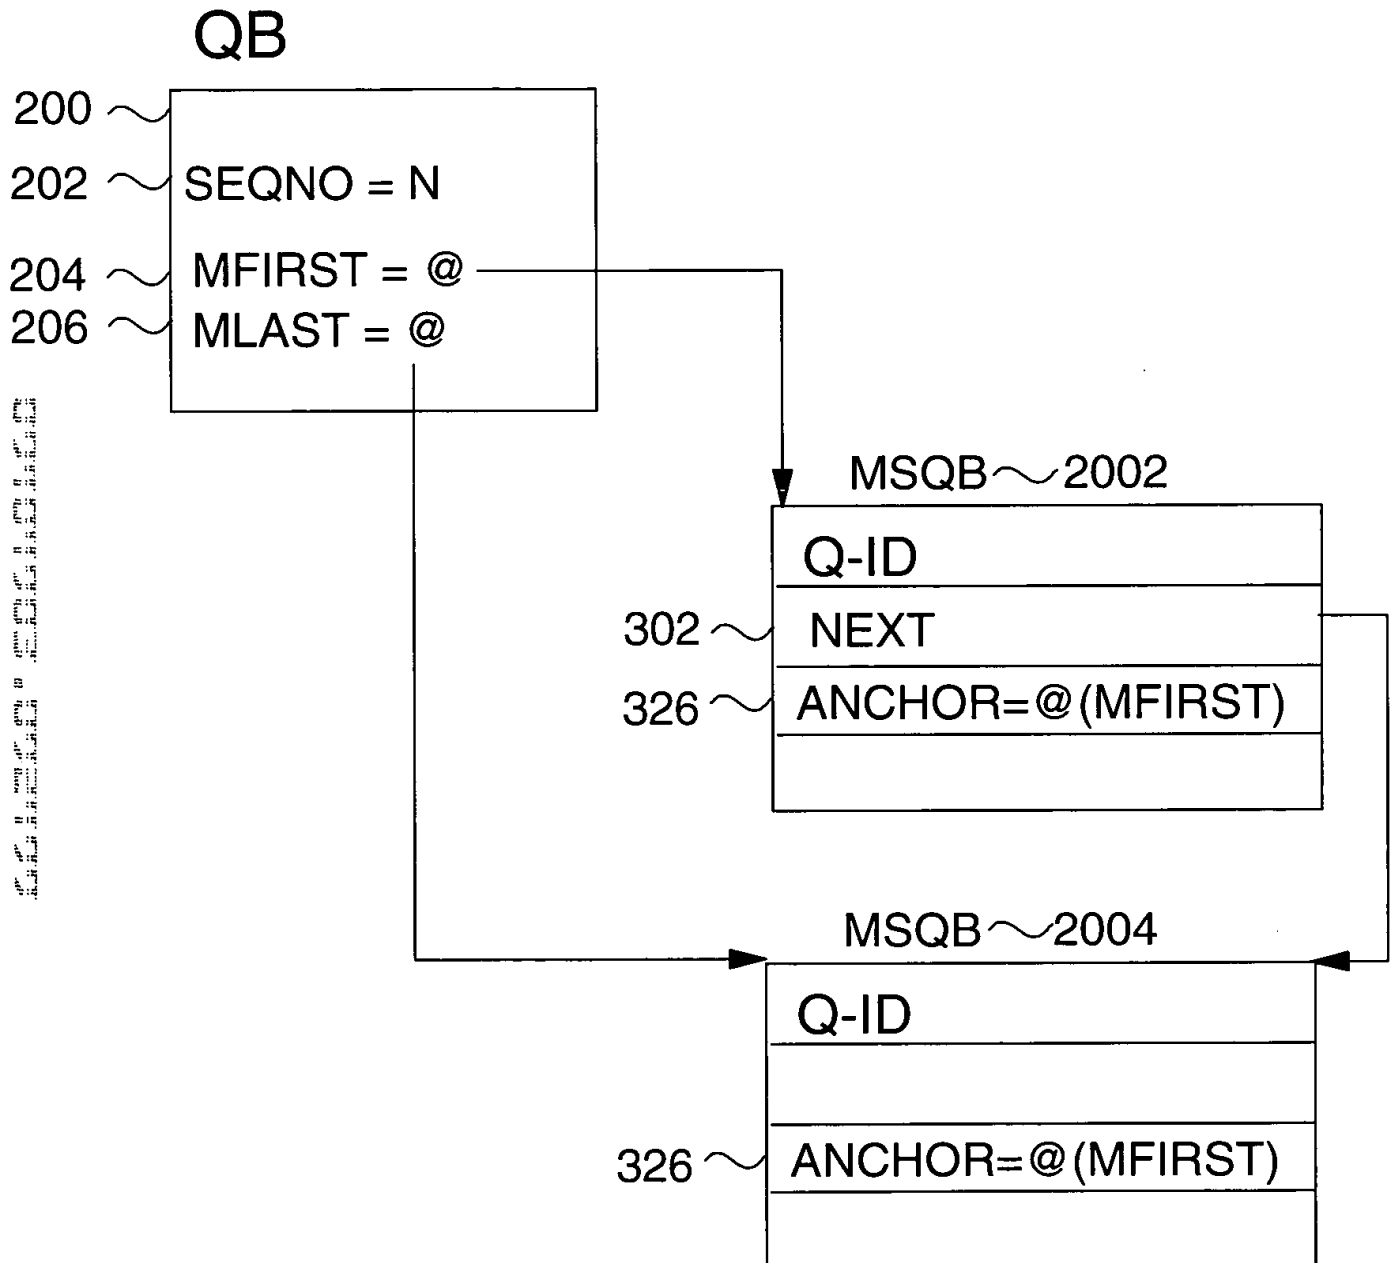 QB
200
202 SEQNO = N
204 MFIRST = @
206 MLAST = @
MSQB 2002
Q-ID
302 NEXT
326 ANCHOR=@(MFIRST)
MSQB 2004
Q-ID
326 ANCHOR=@(MFIRST)